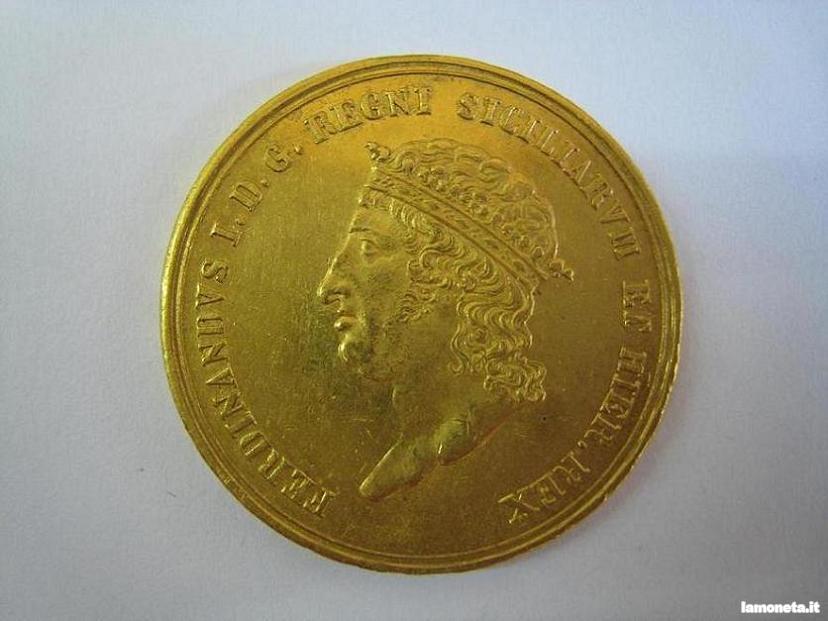 FERDINANDVS I. D. G. REGNI SICILIARVM ET HIER. REX
lamoneta.it